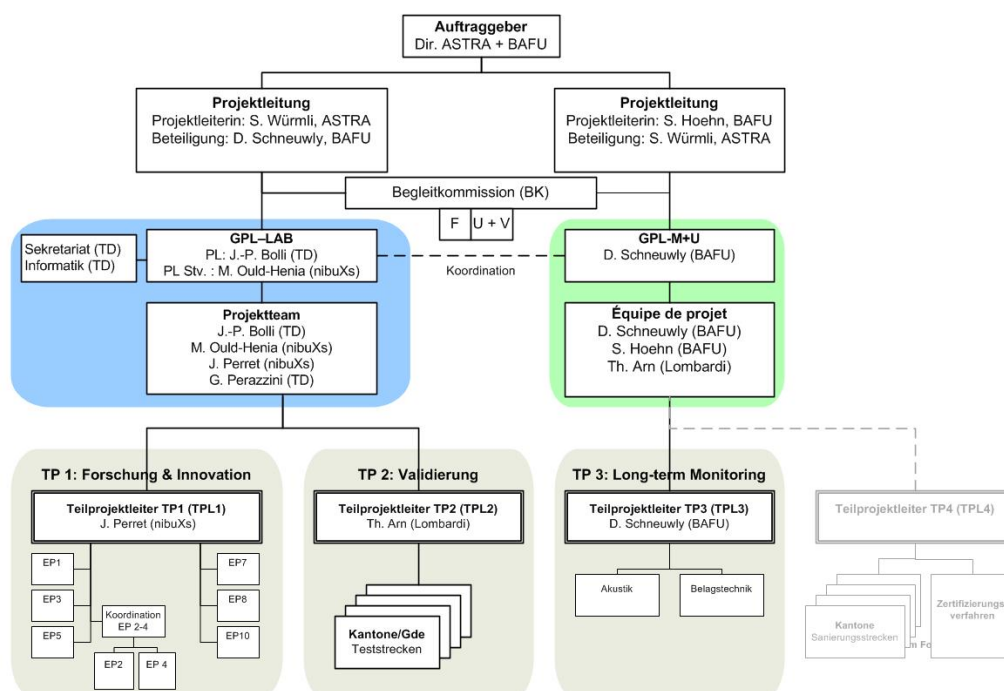 Auftraggeber
Dir. ASTRA + BAFU
Projektleitung
Projektleiterin: S. Würmli, ASTRA
Beteiligung: D. Schneuwly, BAFU
Projektleitung
Projektleiterin: S. Hoehn, BAFU
Beteiligung: S. Würmli, ASTRA
Begleitkommission (BK)
F
U + V
Sekretariat (TD)
Informatik (TD)
GPL–LAB
PL: J.-P. Bolli (TD)
PL Stv. : M. Ould-Henia (nibuXs)
Koordination
GPL-M+U
D. Schneuwly (BAFU)
Projektteam
J.-P. Bolli (TD)
M. Ould-Henia (nibuXs)
J. Perret (nibuXs)
G. Perazzini (TD)
Équipe de projet
D. Schneuwly (BAFU)
S. Hoehn (BAFU)
Th. Arn (Lombardi)
TP 1: Forschung & Innovation
Teilprojektleiter TP1 (TPL1)
J. Perret (nibuXs)
EP1
EP3
EP5
Koordination
EP 2-4
EP2
EP 4
EP7
EP8
EP10
TP 2: Validierung
Teilprojektleiter TP2 (TPL2)
Th. Arn (Lombardi)
Kantone/Gde
Teststrecken
TP 3: Long-term Monitoring
Teilprojektleiter TP3 (TPL3)
D. Schneuwly (BAFU)
Akustik
Belagstechnik
Teilprojektleiter TP4 (TPL4)
Kantone
Sanierungsstrecken
Zertifizierungs
verfahren